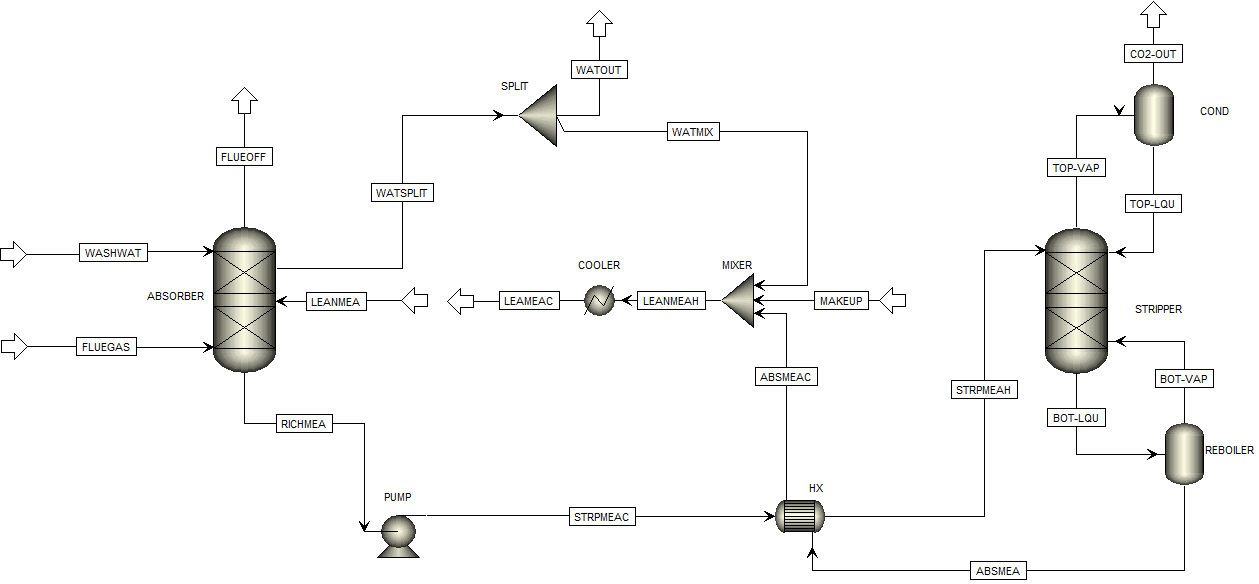 CO2-OUT
WATOUT
SPLIT
COND
WATMIX
FLUEOFF
TOP-VAP
WATSPLIT
TOP-LQU
WASHWAT
COOLER
MIXER
ABSORBER
LEANMEA
LEAMEAC
LEANMEAH
MAKEUP
STRIPPER
FLUEGAS
ABSMEAC
BOT-VAP
STRPMEAH
BOT-LQU
RICHMEA
REBOILER
HX
PUMP
STRPMEAC
ABSMEA